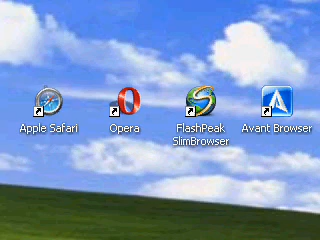 Apple Safari
Opera
FlashPeak
SlimBrowser
Avant Browser